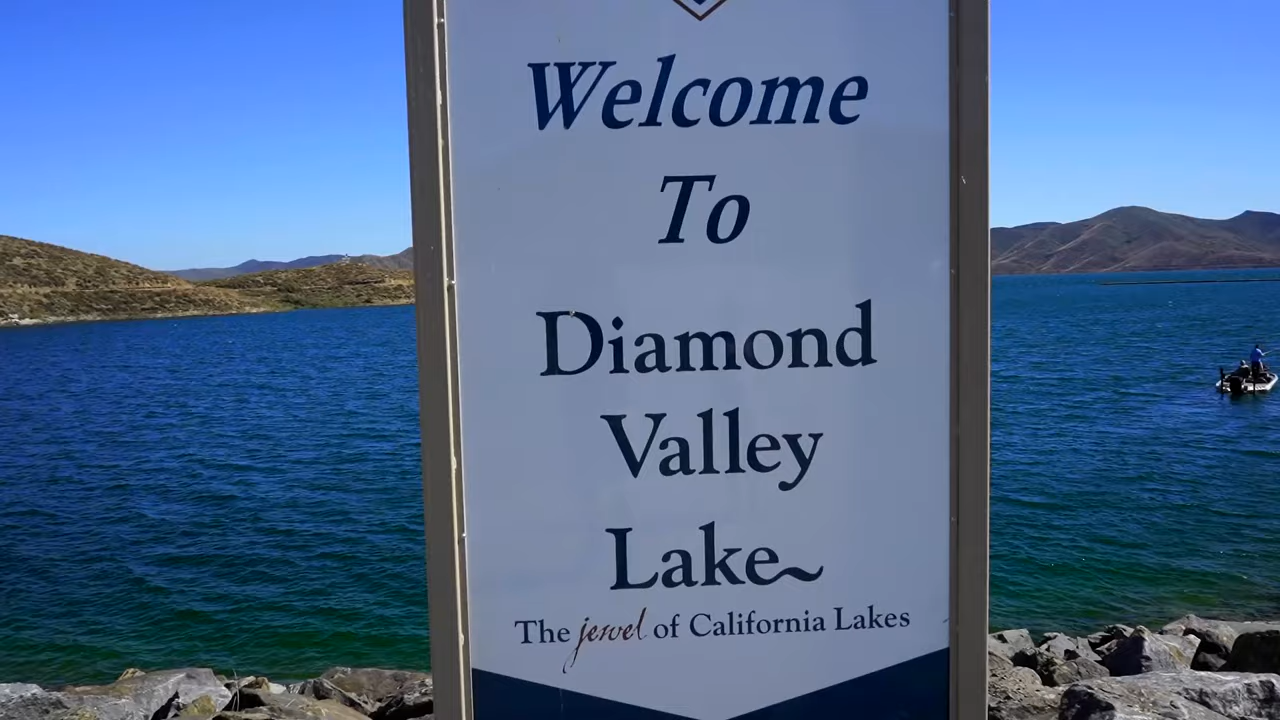 Welcome
To
Diamond
Valley
Lake
The jewel of California Lakes